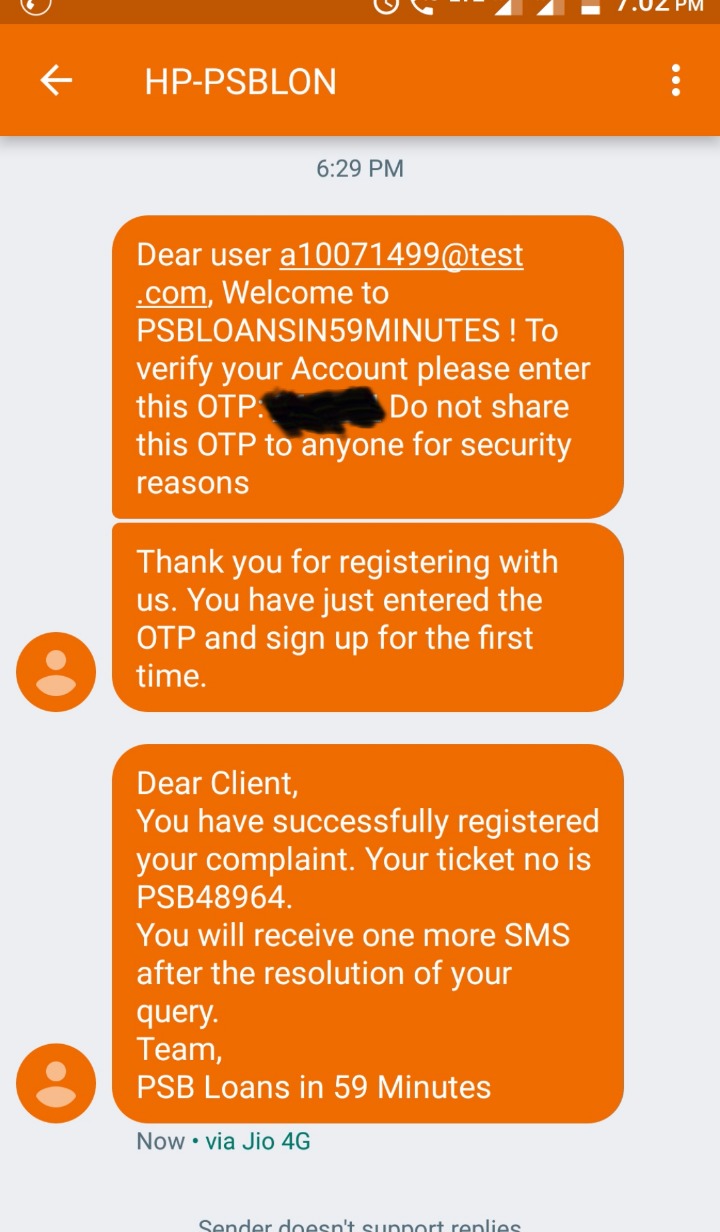 7:02 PM
HP-PSBLON
6:29 PM
Dear user a10071499@test
.com, Welcome to
PSBLOANSIN59MINUTES ! To
verify your Account please enter
this OTP: Do not share
this OTP to anyone for security
reasons
Thank you for registering with
us. You have just entered the
OTP and sign up for the first
time.
Dear Client,
You have successfully registered
your complaint. Your ticket no is
PSB48964.
You will receive one more SMS
after the resolution of your
query.
Team,
PSB Loans in 59 Minutes
Now • via Jio 4G
Sender doesn't support replies